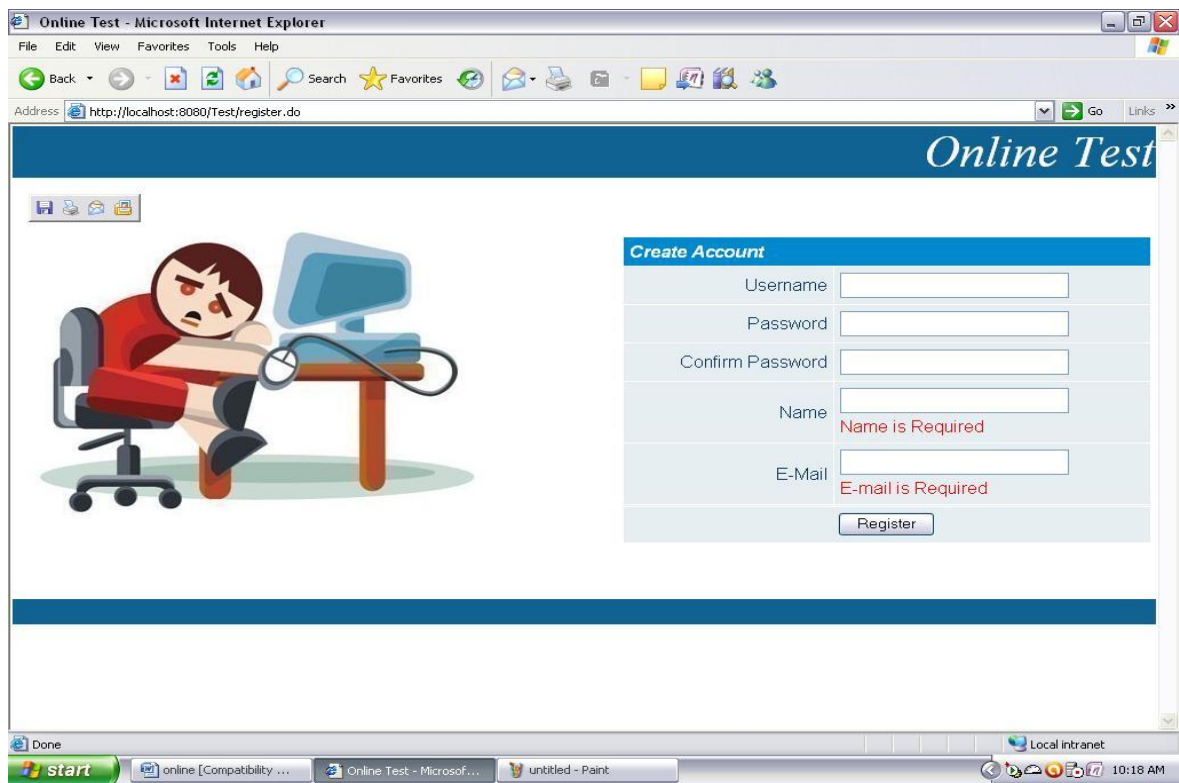 Online Test - Microsoft Internet Explorer
File Edit View Favorites Tools Help
Back Search Favorites
Address http://localhost:8080/Test/register.do Go Links »
Online Test
Create Account
Username
Password
Confirm Password
Name
Name is Required
E-Mail
E-mail is Required
Register
Done Local intranet
start online [Compatibility ... Online Test - Microsof... untitled - Paint 10:18 AM